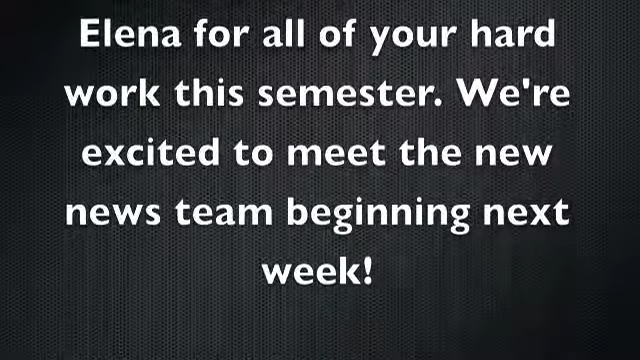 Elena for all of your hard
work this semester. We're
excited to meet the new
news team beginning next
week!